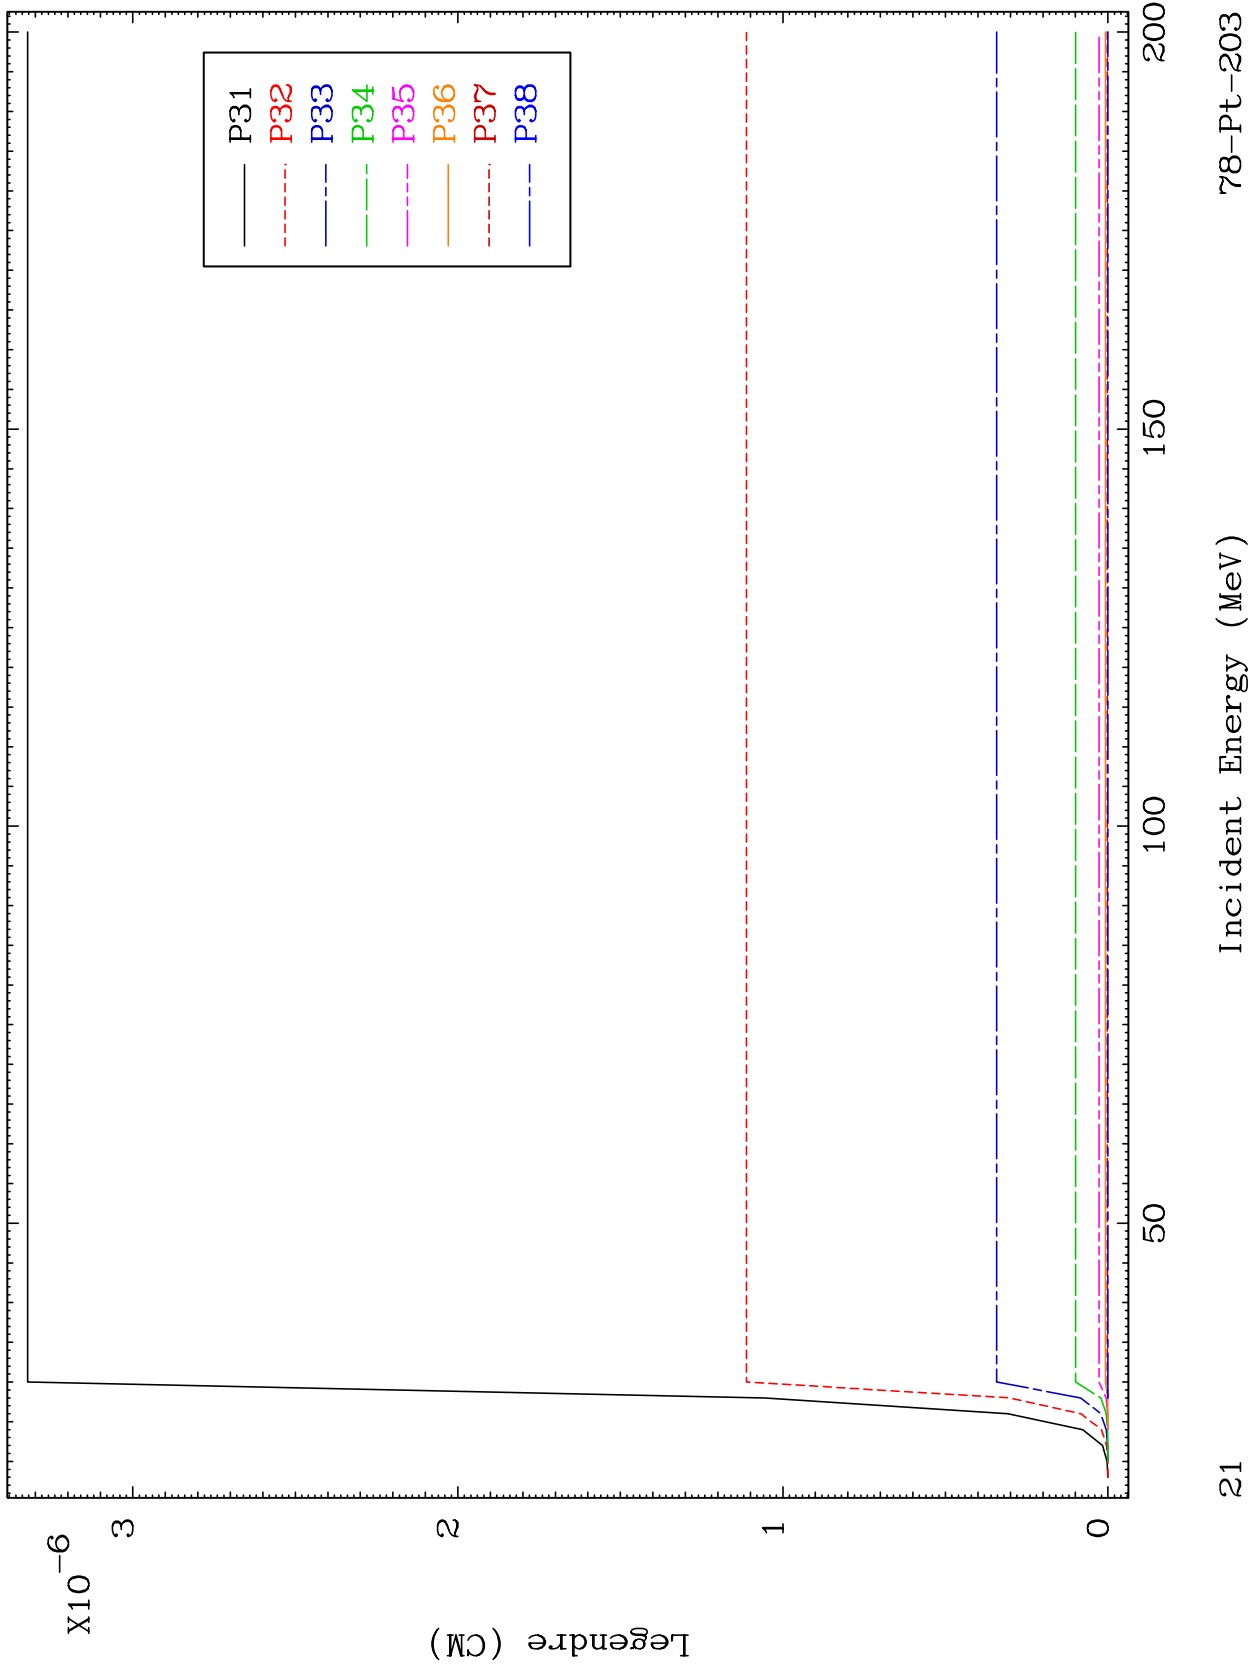 X10-6
3
2
1
0
Legendre (CM)
P31
P32
P33
P34
P35
P36
P37
P38
50
100
150
200
Incident Energy (MeV)
21
78-Pt-203